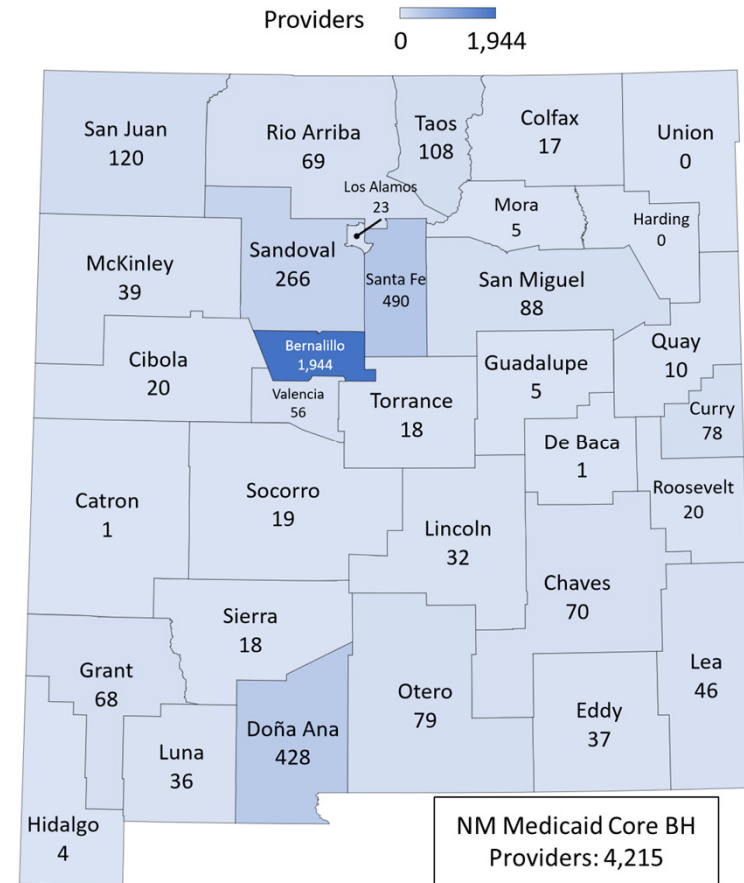 Providers
0
1,944
San Juan
120
Rio Arriba
69
Taos
108
Colfax
17
Union
0
Los Alamos
23
Mora
5
Harding
0
McKinley
39
Sandoval
266
Santa Fe
490
San Miguel
88
Cibola
20
Bernalillo
1,944
Valencia
56
Torrance
18
Guadalupe
5
Quay
10
Curry
78
De Baca
1
Roosevelt
20
Catron
1
Socorro
19
Lincoln
32
Chaves
70
Sierra
18
Grant
68
Luna
36
Doña Ana
428
Otero
79
Eddy
37
Lea
46
Hidalgo
4
NM Medicaid Core BH
Providers: 4,215